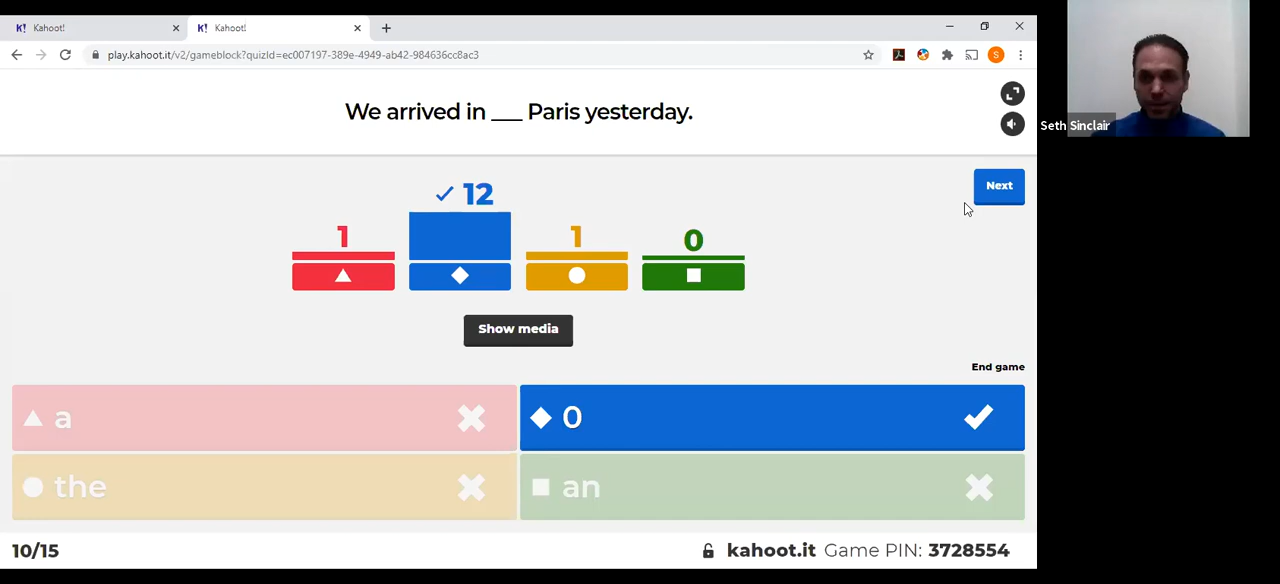 K! Kahoot!
K! Kahoot!
play.kahoot.it/v2/gameblock?quizId=ec007197-389e-4949-ab42-984636cc8ac3
S
We arrived in ___ Paris yesterday.
Seth Sinclair
Next
1
12
1
0
Show media
End game
a
0
the
an
10/15
kahoot.it Game PIN: 3728554